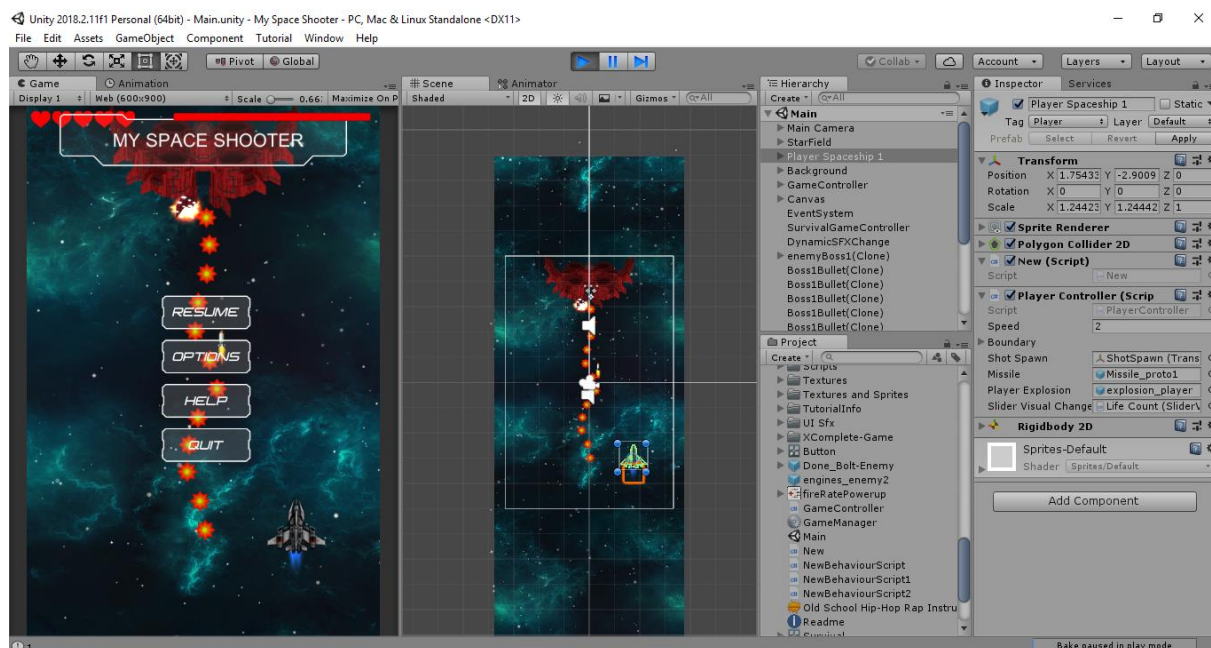 Unity 2018.2.11f1 Personal (64bit) - Main.unity - My Space Shooter - PC, Mac & Linux Standalone <DX11>
File Edit Assets GameObject Component Tutorial Window Help
Pivot Global Collab Account Layers Layout
Game Animation
Display 1 Web (600:900) Scale 0.66: Maximize On P
MY SPACE SHOOTER
RESUME
OPTIONS
HELP
QUIT
Scene Animator
Shaded 2D Gizmos All
Hierarchy
Create All
Main
Main Camera
StarField
Player Spaceship 1
Background
GameController
Canvas
EventSystem
SurvivalGameController
DynamicSFXChange
enemyBoss1(Clone)
Boss1Bullet(Clone)
Boss1Bullet(Clone)
Boss1Bullet(Clone)
Boss1Bullet(Clone)
Project
Create
Scripts
Textures
Textures and Sprites
TutorialInfo
UI Sfx
XComplete-Game
Button
Done_Bolt-Enemy
engines_enemy2
fireRatePowerup
GameController
GameManager
Main
New
NewBehaviourScript
NewBehaviourScript1
NewBehaviourScript2
Old School Hip-Hop Rap Instru
Readme
Survival
Inspector Services
Player Spaceship 1 Static
Tag Player Layer Default
Prefab Select Revert Apply
Transform
Position X 1.75433 Y -2.9009 Z 0
Rotation X 0 Y 0 Z 0
Scale X 1.24423 Y 1.24442 Z 1
Sprite Renderer
Polygon Collider 2D
New (Script)
Script New
Player Controller (Scrip
Script PlayerController
Speed 2
Boundary
Shot Spawn ShotSpawn (Trans
Missile Missile_proto1
Player Explosion explosion_player
Slider Visual Change Life Count (Slider
Rigidbody 2D
Sprites-Default
Shader Sprites/Default
Add Component
Bake paused in play mode